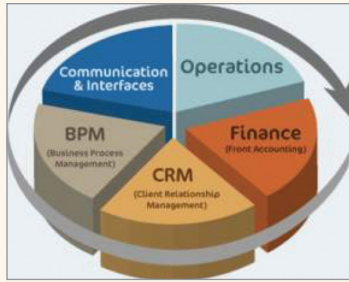 Communication
& Interfaces
Operations
BPM
(Business Process
Management)
Finance
(Front Accounting)
CRM
(Client Relationship
Management)